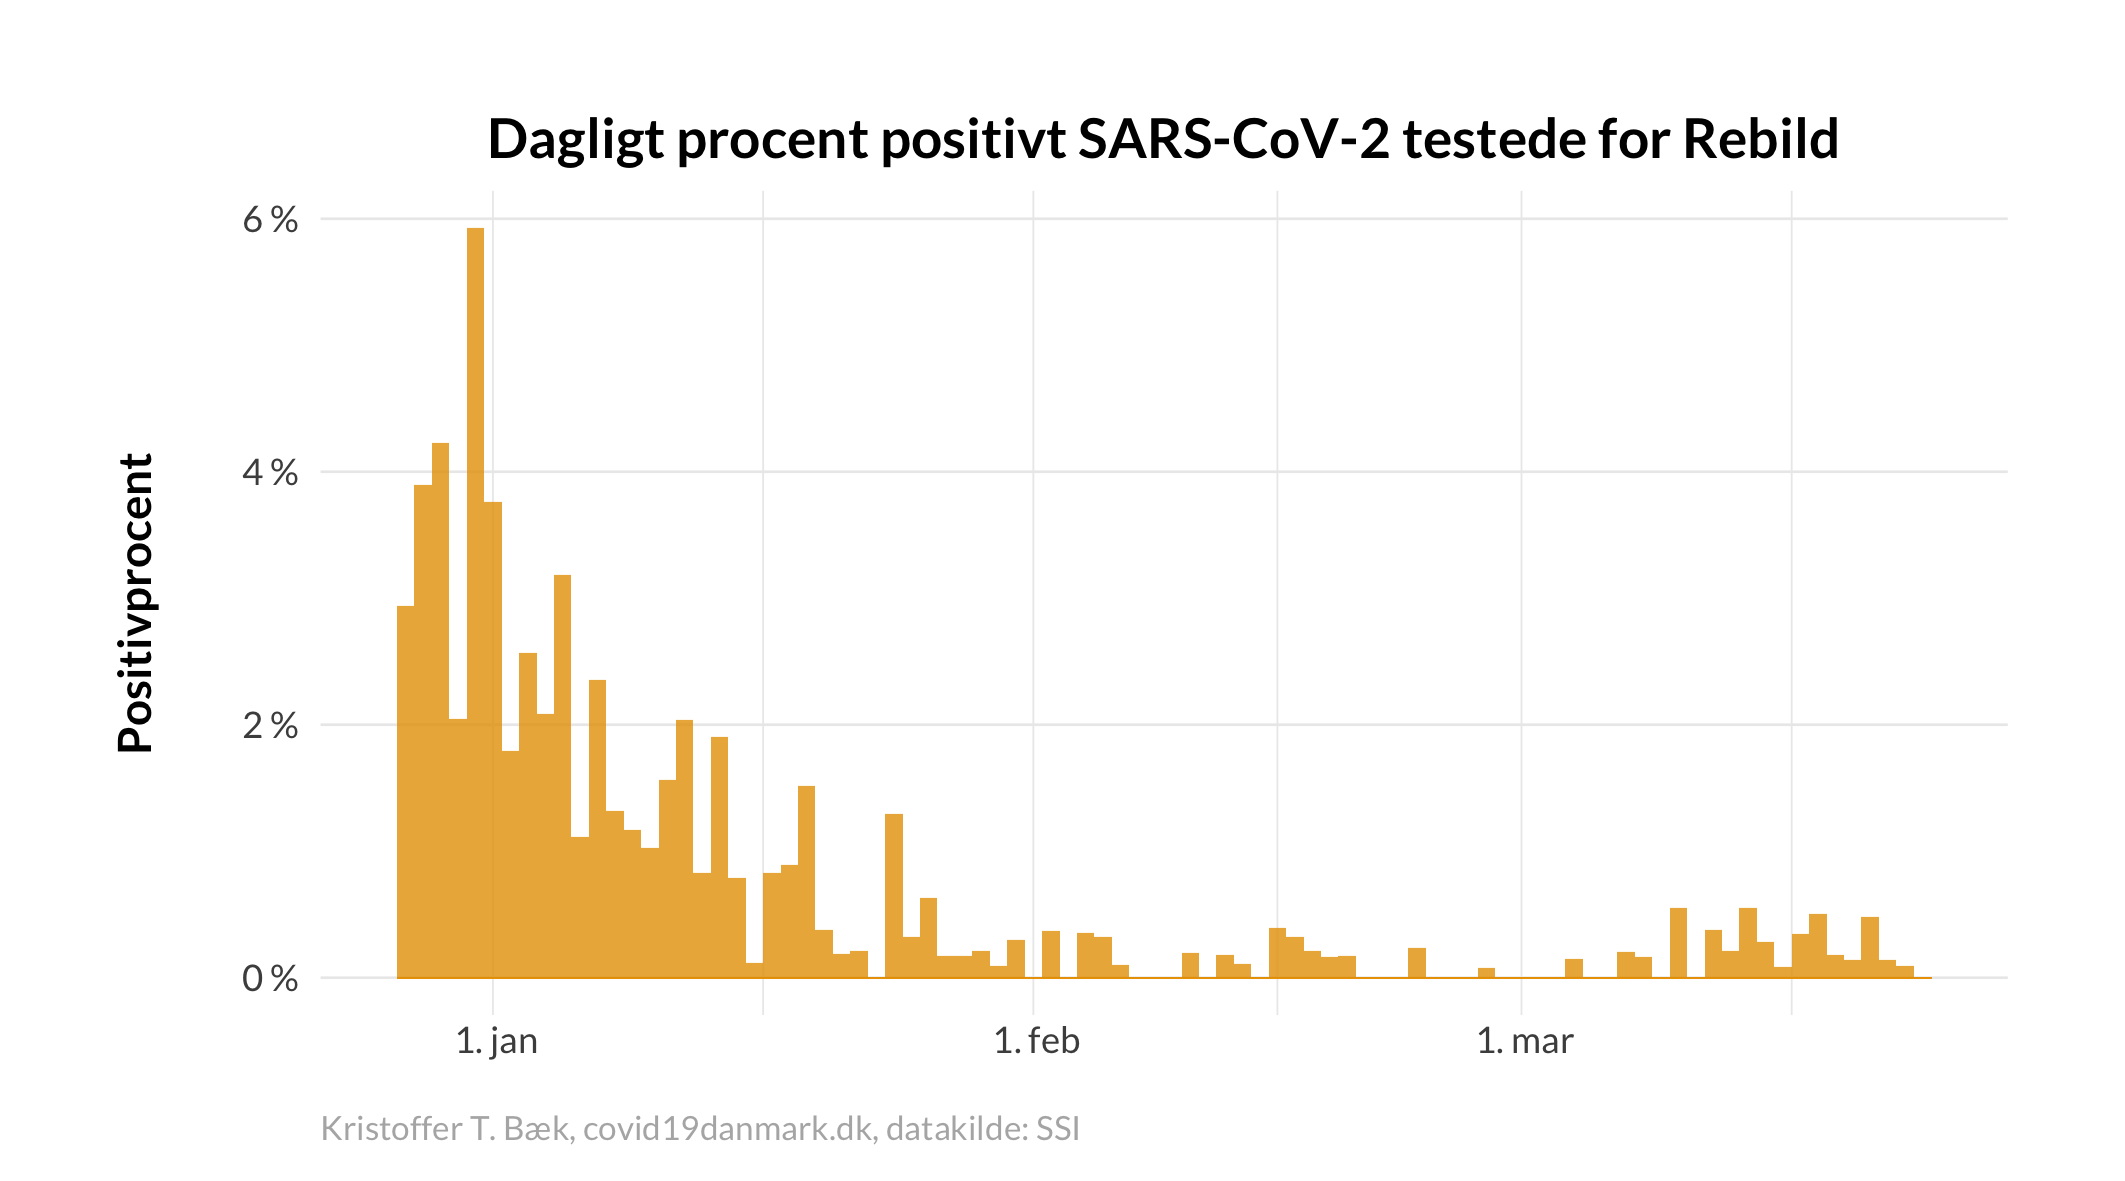 Dagligt procent positivt SARS-CoV-2 testede for Rebild
Positivprocent
6 %
4 %
2 %
0 %
1. jan
1. feb
1. mar
Kristoffer T. Bæk, covid19danmark.dk, datakilde: SSI